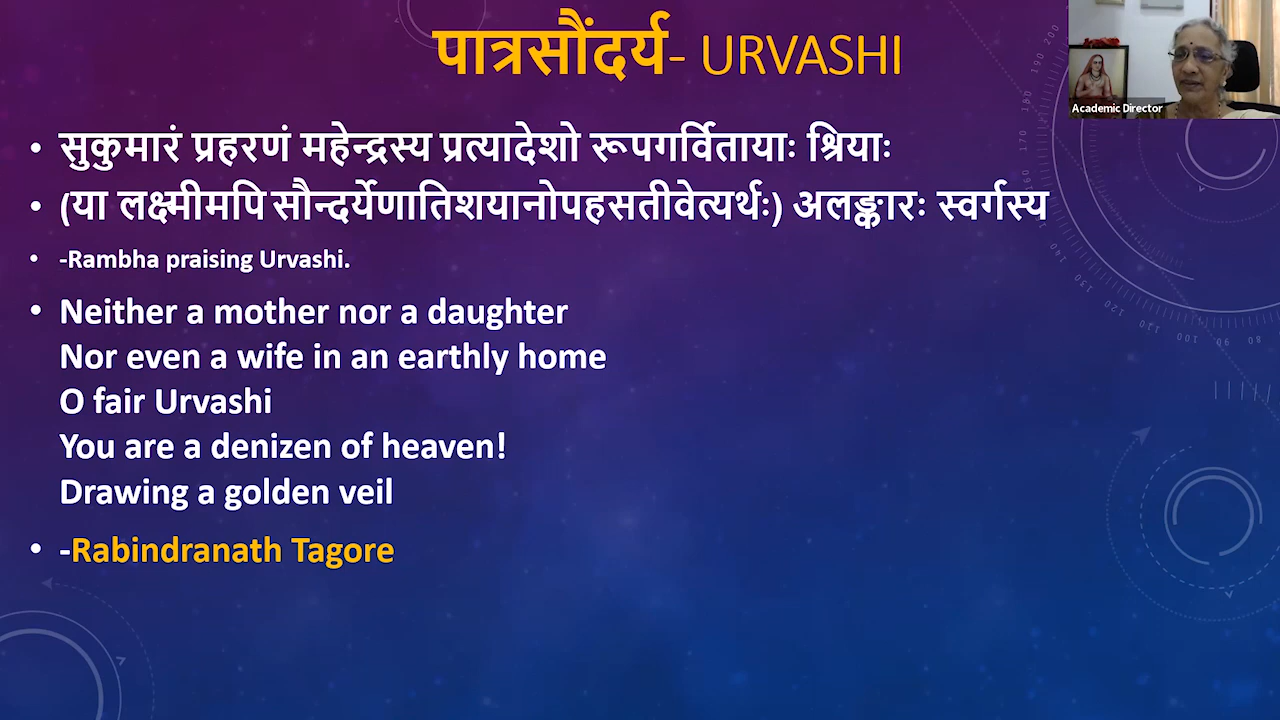 पात्रसौंदर्य- URVASHI
Academic Director
• सुकुमारं प्रहरणं महेन्द्रस्य प्रत्यादेशो रूपगर्वितायाः श्रियाः
• (या लक्ष्मीमपि सौन्दर्येणातिशयानोपहसतीवेत्यर्थः) अलङ्कारः स्वर्गस्य
• -Rambha praising Urvashi.
• Neither a mother nor a daughter
Nor even a wife in an earthly home
O fair Urvashi
You are a denizen of heaven!
Drawing a golden veil
• -Rabindranath Tagore